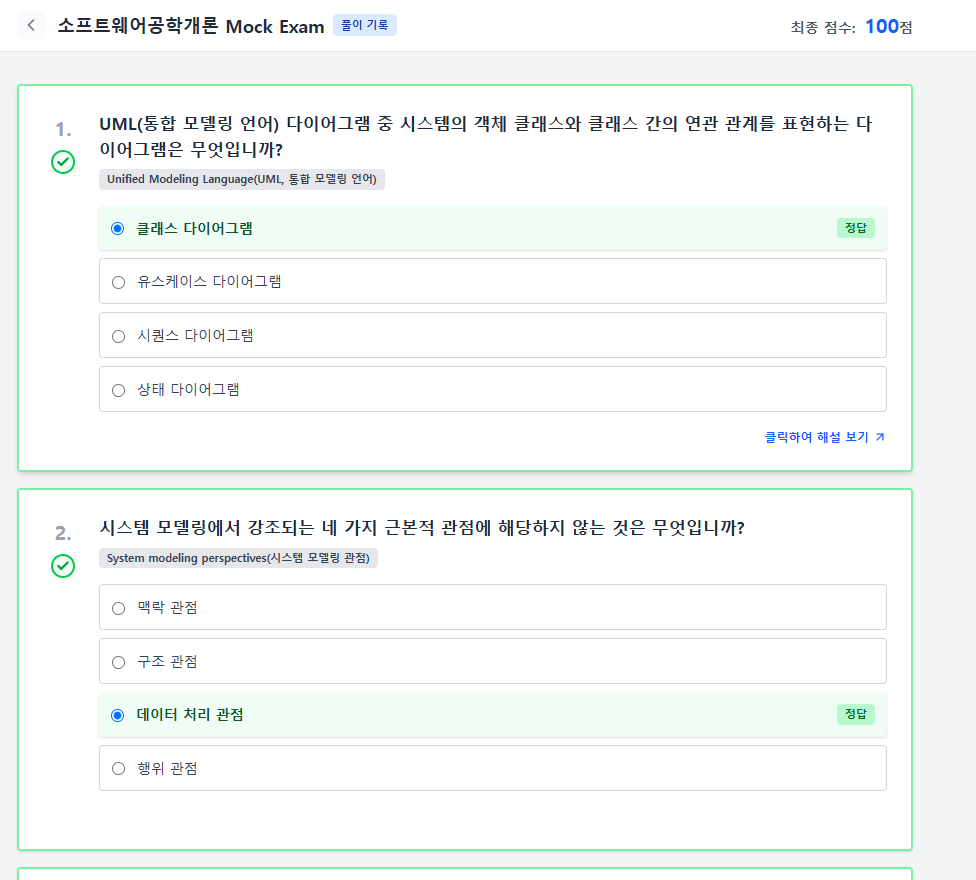 소프트웨어공학개론 Mock Exam 풀이 기록 최종 점수: 100점
1. UML(통합 모델링 언어) 다이어그램 중 시스템의 객체 클래스와 클래스 간의 연관 관계를 표현하는 다
이어그램은 무엇입니까?
Unified Modeling Language(UML, 통합 모델링 언어)
클래스 다이어그램 정답
유스케이스 다이어그램
시퀀스 다이어그램
상태 다이어그램
클릭하여 해설 보기
2. 시스템 모델링에서 강조되는 네 가지 근본적 관점에 해당하지 않는 것은 무엇입니까?
System modeling perspectives(시스템 모델링 관점)
맥락 관점
구조 관점
데이터 처리 관점 정답
행위 관점